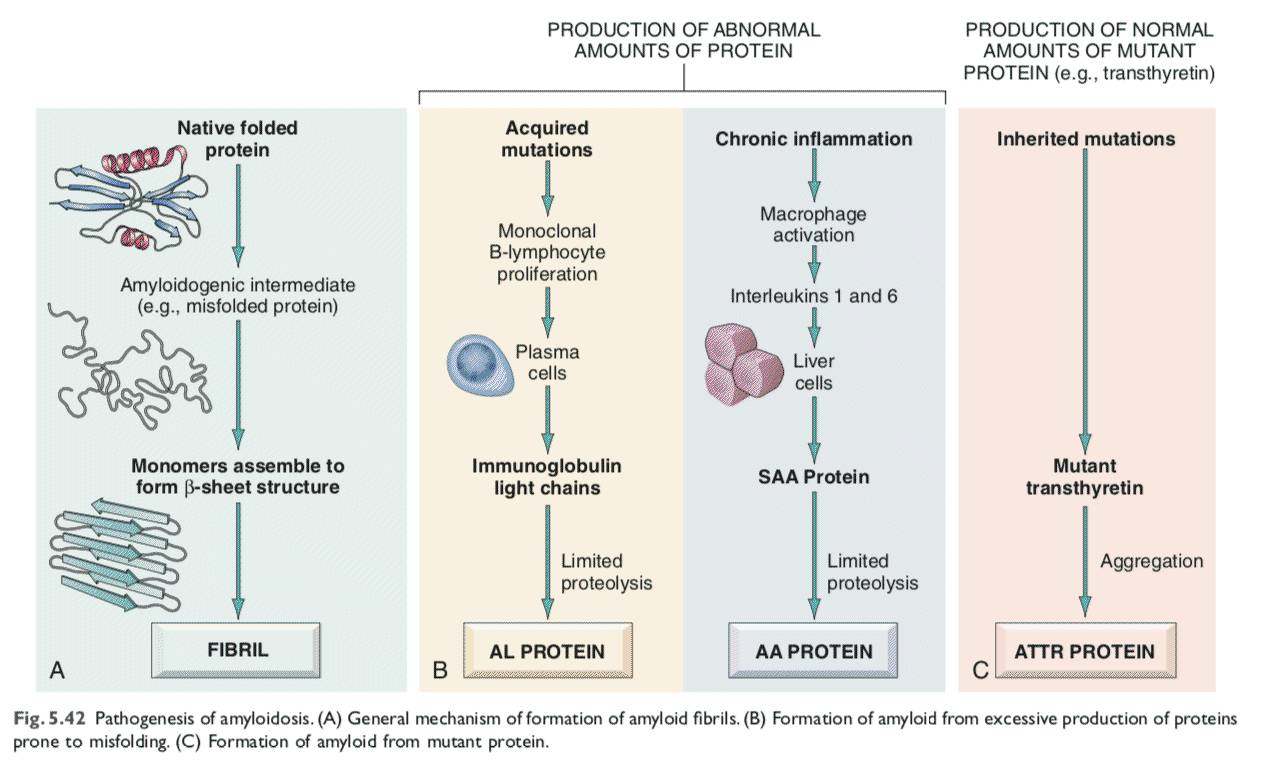 PRODUCTION OF ABNORMAL
AMOUNTS OF PROTEIN
PRODUCTION OF NORMAL
AMOUNTS OF MUTANT
PROTEIN (e.g., transthyretin)
Native folded
protein
Amyloidogenic intermediate
(e.g., misfolded protein)
Monomers assemble to
form β-sheet structure
FIBRIL
A
Acquired
mutations
Monoclonal
B-lymphocyte
proliferation
Plasma
cells
Immunoglobulin
light chains
Limited
proteolysis
AL PROTEIN
B
Chronic inflammation
Macrophage
activation
Interleukins 1 and 6
Liver
cells
SAA Protein
Limited
proteolysis
AA PROTEIN
Inherited mutations
Mutant
transthyretin
Aggregation
ATTR PROTEIN
C
Fig. 5.42 Pathogenesis of amyloidosis. (A) General mechanism of formation of amyloid fibrils. (B) Formation of amyloid from excessive production of proteins
prone to misfolding. (C) Formation of amyloid from mutant protein.